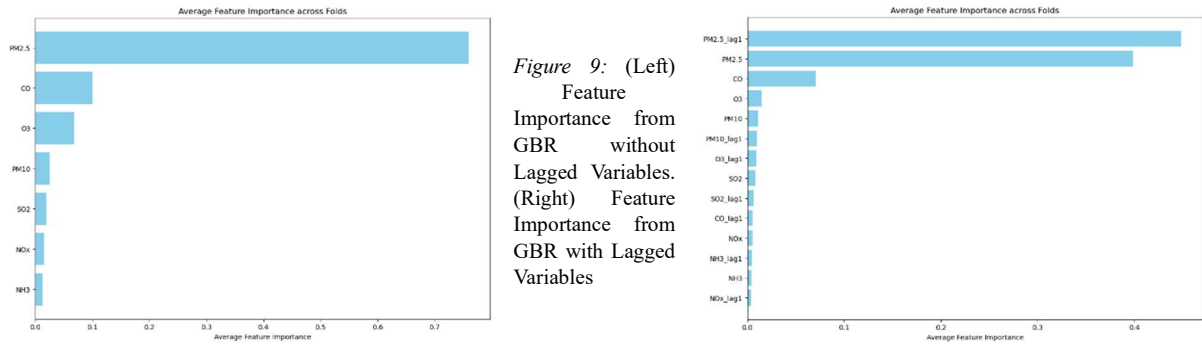 Average Feature Importance across Folds
PM2.5
CO
O3
PM10
SO2
NOx
NH3
0.0 0.1 0.2 0.3 0.4 0.5 0.6 0.7
Average Feature Importance
Figure 9: (Left)
Feature
Importance from
GBR without
Lagged Variables.
(Right) Feature
Importance from
GBR with Lagged
Variables
Average Feature Importance across Folds
PM2.5_lag1
PM2.5
CO
O3
PM10
PM10_lag1
O3_lag1
SO2
SO2_lag1
CO_lag1
NOx
NH3_lag1
NH3
NOx_lag1
0.0 0.1 0.2 0.3 0.4
Average Feature Importance